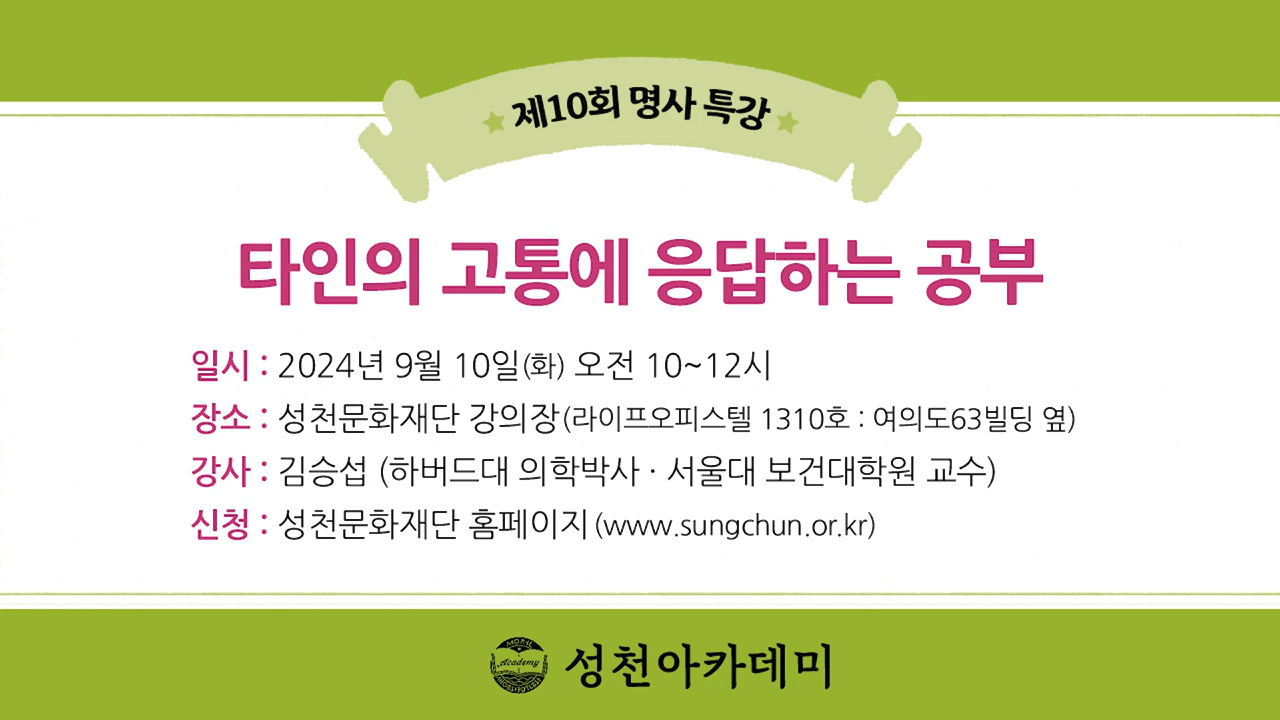 제10회 명사 특강
타인의 고통에 응답하는 공부
일시 : 2024년 9월 10일(화) 오전 10~12시
장소 : 성천문화재단 강의장(라이프오피스텔 1310호 : 여의도63빌딩 옆)
강사 : 김승섭 (하버드대 의학박사 · 서울대 보건대학원 교수)
신청 : 성천문화재단 홈페이지(www.sungchun.or.kr)
Academy
성천아카데미